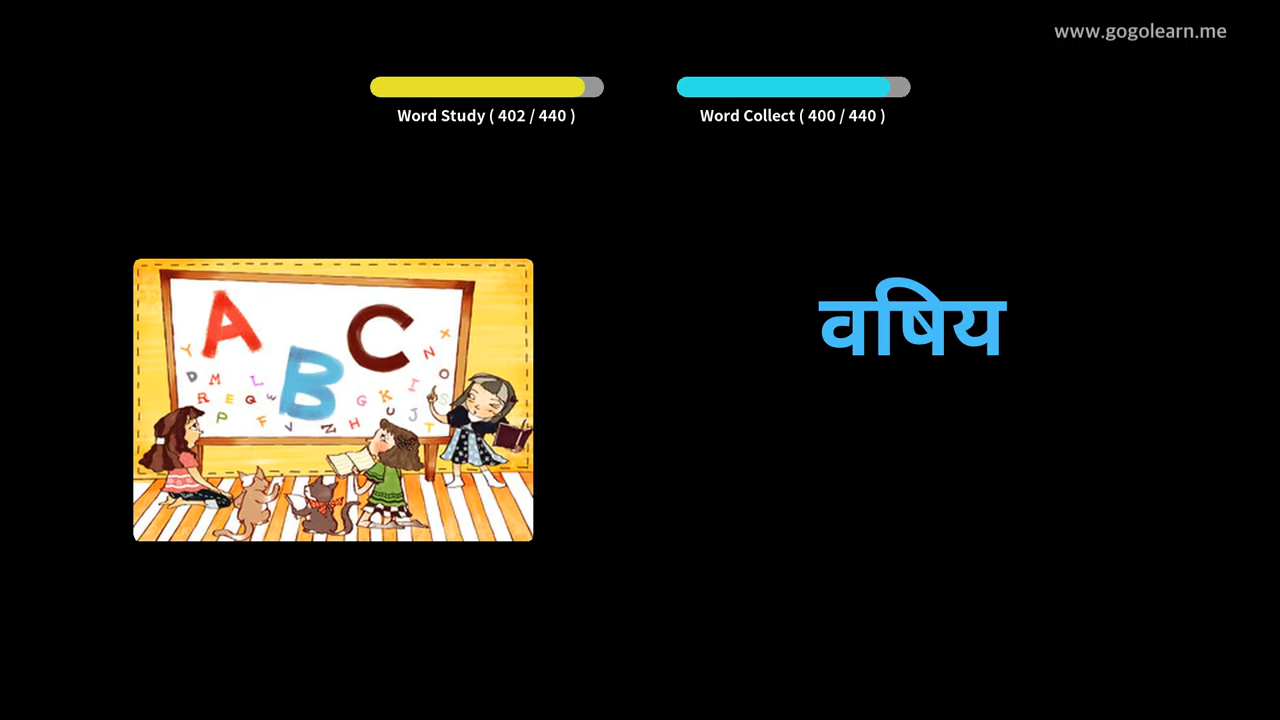 www.gogolearn.me
Word Study ( 402 / 440 )
Word Collect ( 400 / 440 )
A
B
C
Y
D
M
L
R
E
Q
W
P
F
V
Z
H
G
K
U
I
J
N
X
O
S
T
वषिय